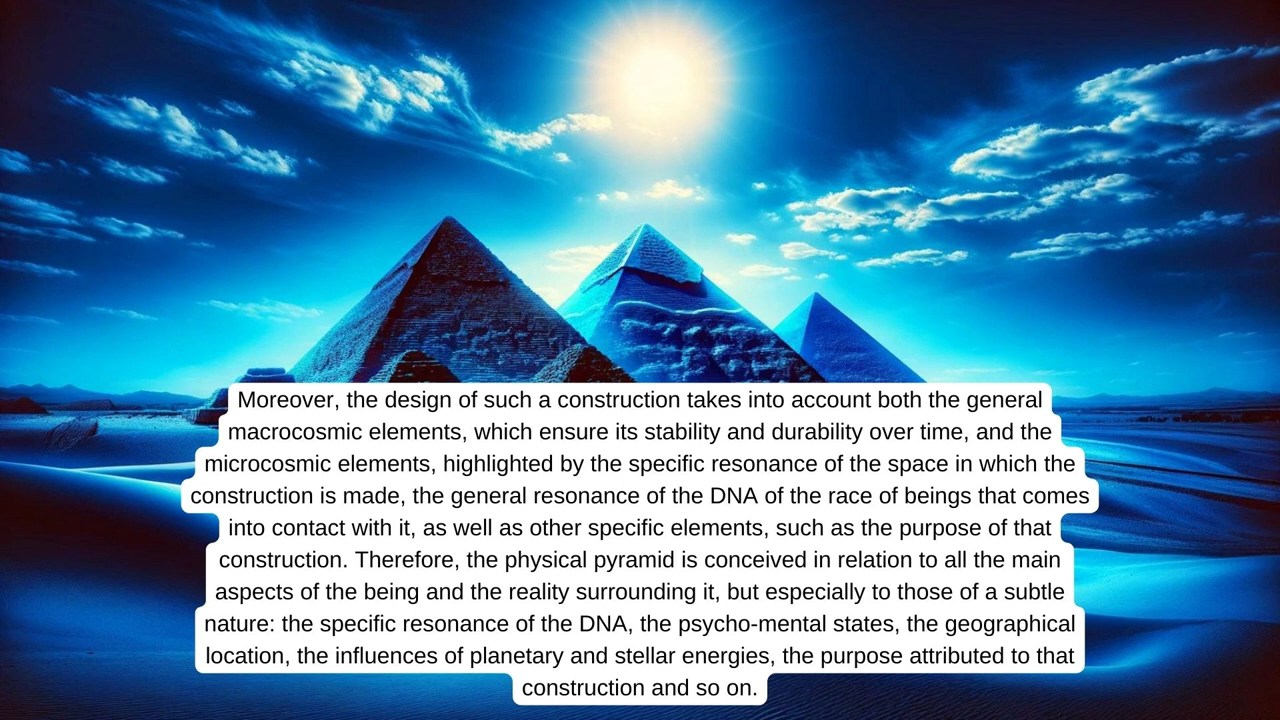 Moreover, the design of such a construction takes into account both the general
macrocosmic elements, which ensure its stability and durability over time, and the
microcosmic elements, highlighted by the specific resonance of the space in which the
construction is made, the general resonance of the DNA of the race of beings that comes
into contact with it, as well as other specific elements, such as the purpose of that
construction. Therefore, the physical pyramid is conceived in relation to all the main
aspects of the being and the reality surrounding it, but especially to those of a subtle
nature: the specific resonance of the DNA, the psycho-mental states, the geographical
location, the influences of planetary and stellar energies, the purpose attributed to that
construction and so on.